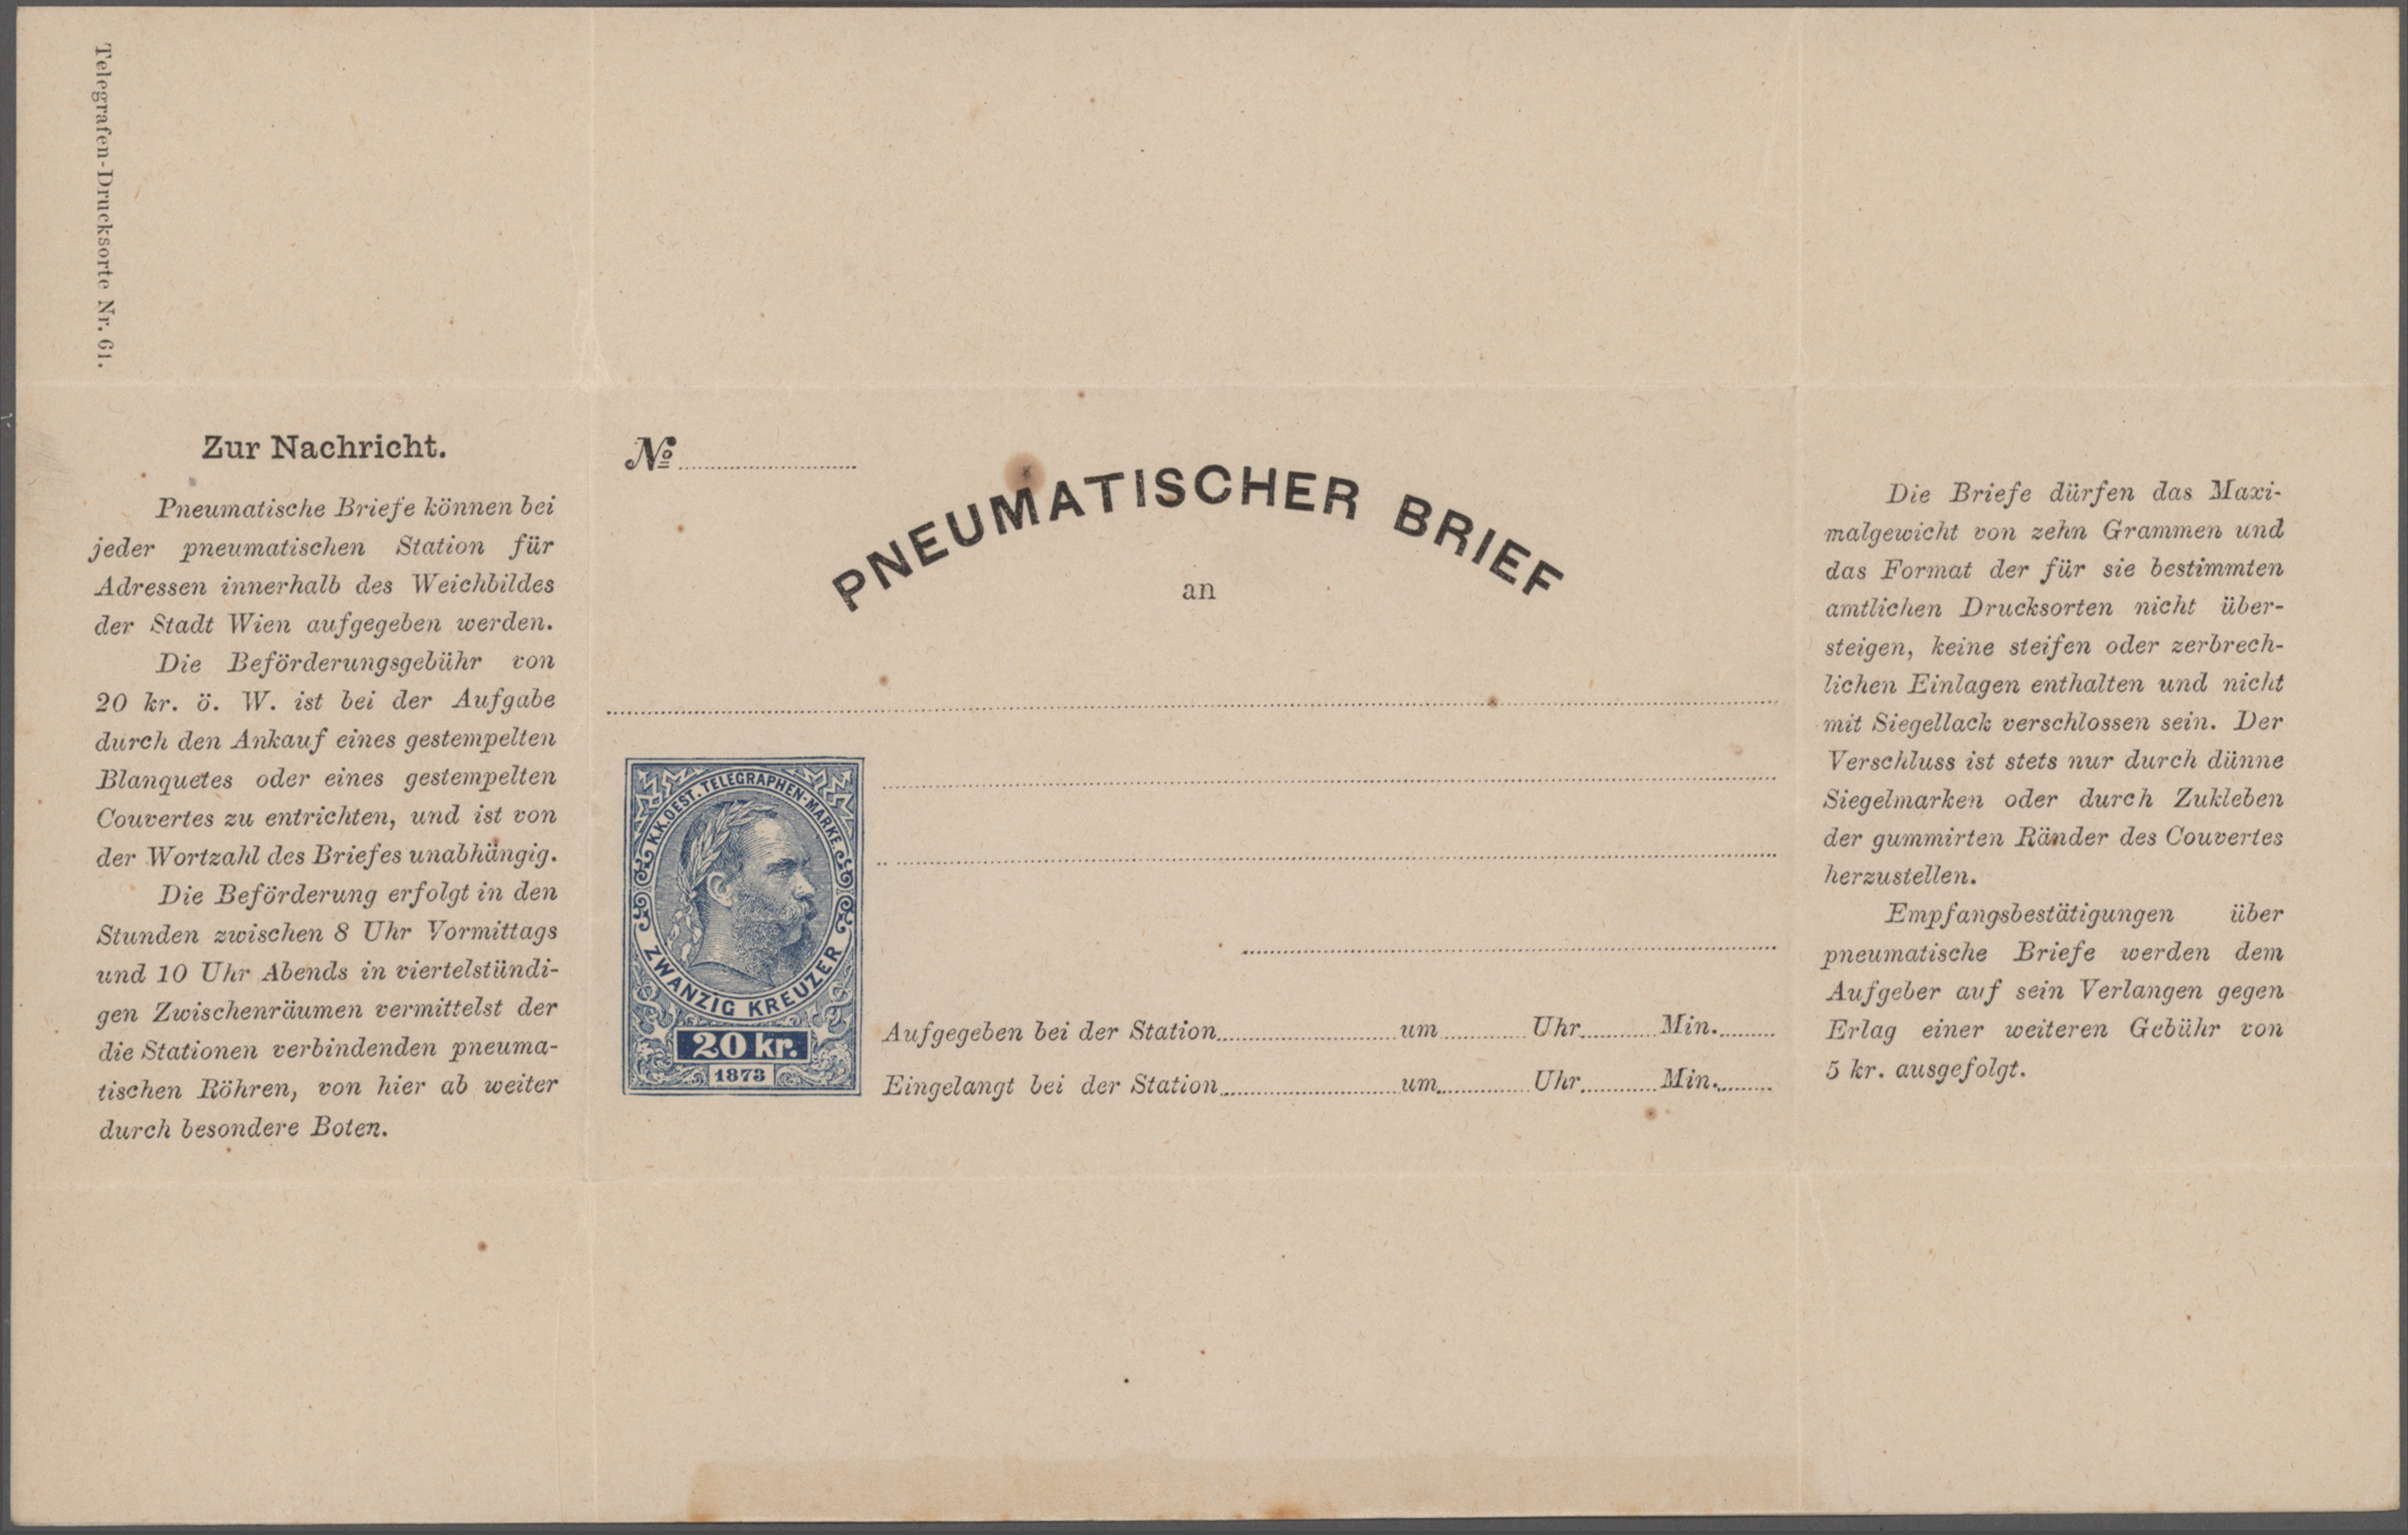 Telegrafen-Drucksorte Nr. 61.
Zur Nachricht.
Pneumatische Briefe können bei
jeder pneumatischen Station für
Adressen innerhalb des Weichbildes
der Stadt Wien aufgegeben werden.
Die Beförderungsgebühr von
20 kr. ö. W. ist bei der Aufgabe
durch den Ankauf eines gestempelten
Blanquetes oder eines gestempelten
Couvertes zu entrichten, und ist von
der Wortzahl des Briefes unabhängig.
Die Beförderung erfolgt in den
Stunden zwischen 8 Uhr Vormittags
und 10 Uhr Abends in viertelstündi-
gen Zwischenräumen vermittelst der
die Stationen verbindenden pneuma-
tischen Röhren, von hier ab weiter
durch besondere Boten.
№
PNEUMATISCHER BRIEF
an
K.K.OEST. TELEGRAPHEN-MARKE.
ZWANZIG KREUZER
20 kr.
1873
Aufgegeben bei der Station um Uhr Min.
Eingelangt bei der Station um Uhr Min.
Die Briefe dürfen das Maxi-
malgewicht von zehn Grammen und
das Format der für sie bestimmten
amtlichen Drucksorten nicht über-
steigen, keine steifen oder zerbrech-
lichen Einlagen enthalten und nicht
mit Siegellack verschlossen sein. Der
Verschluss ist stets nur durch dünne
Siegelmarken oder durch Zukleben
der gummirten Ränder des Couvertes
herzustellen.
Empfangsbestätigungen über
pneumatische Briefe werden dem
Aufgeber auf sein Verlangen gegen
Erlag einer weiteren Gebühr von
5 kr. ausgefolgt.